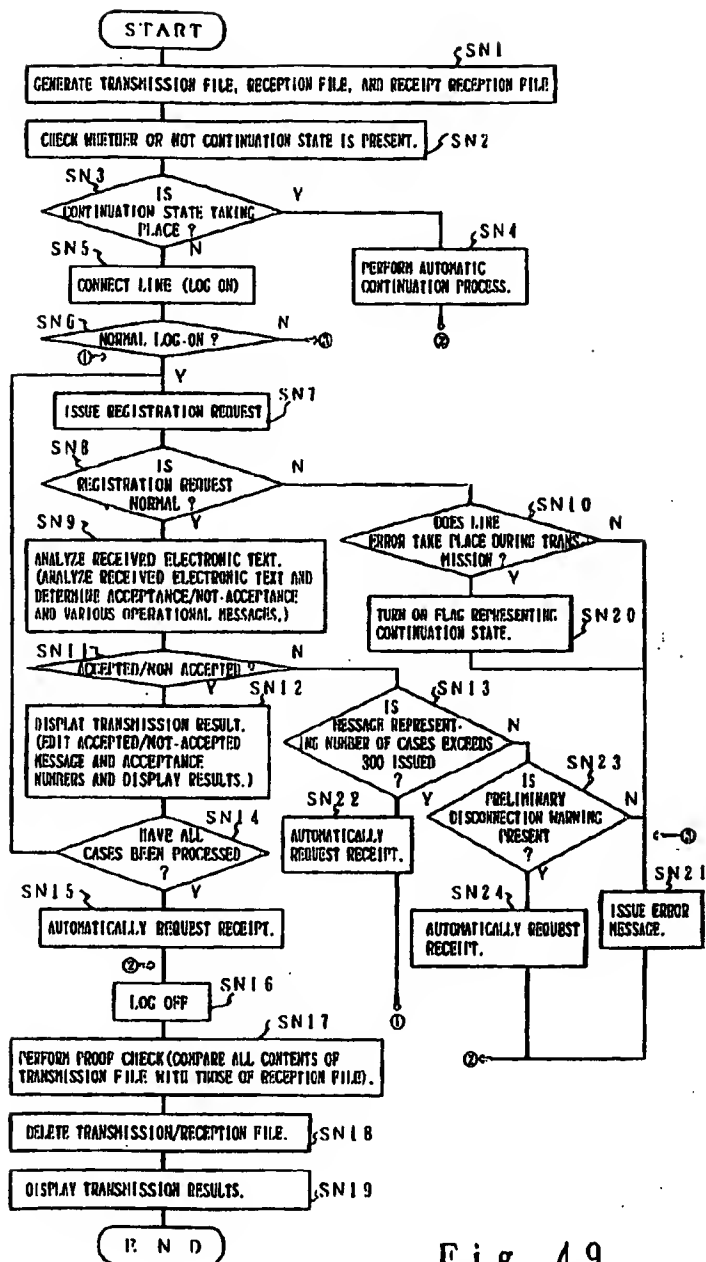 START
SN1
GENERATE TRANSMISSION FILE, RECEPTION FILE, AND RECEIPT RECEPTION FILE
CHECK WHETHER OR NOT CONTINUATION STATE IS PRESENT.
SN2
SN3
IS
CONTINUATION STATE TAKING
PLACE ?
Y
N
SN4
PERFORM AUTOMATIC
CONTINUATION PROCESS.
②
SN5
CONNECT LINE (LOG ON)
SN6
NORMAL LOG-ON ?
N
①
Y
ISSUE REGISTRATION REQUEST
SN7
SN8
IS
REGISTRATION REQUEST
NORMAL ?
N
Y
SN9
ANALYZE RECEIVED ELECTRONIC TEXT.
(ANALYZE RECEIVED ELECTRONIC TEXT AND
DETERMINE ACCEPTANCE/NOT-ACCEPTANCE
AND VARIOUS OPERATIONAL MESSAGES.)
SN10
DOES LINE
ERROR TAKE PLACE DURING TRANS-
MISSION ?
N
Y
TURN ON FLAG REPRESENTING
CONTINUATION STATE.
SN20
SN11
ACCEPTED/NON ACCEPTED ?
N
Y
SN12
DISPLAY TRANSMISSION RESULT.
(EDIT ACCEPTED/NOT-ACCEPTED
MESSAGE AND ACCEPTANCE
NUMBERS AND DISPLAY RESULTS.)
SN13
IS
MESSAGE REPRESENT-
ING NUMBER OF CASES EXCEEDS
300 ISSUED
?
N
Y
SN22
AUTOMATICALLY
REQUEST RECEIPT.
①
SN23
IS
PRELIMINARY
DISCONNECTION WARNING
PRESENT
?
N
Y
SN24
AUTOMATICALLY REQUEST
RECEIPT.
SN21
ISSUE ERROR
MESSAGE.
②
SN14
HAVE ALL
CASES BEEN PROCESSED
?
Y
SN15
AUTOMATICALLY REQUEST RECEIPT.
②
LOG OFF
SN16
SN17
PERFORM PROOF CHECK(COMPARE ALL CONTENTS OF
TRANSMISSION FILE WITH THOSE OF RECEPTION FILE).
DELETE TRANSMISSION/RECEPTION FILE.
SN18
DISPLAY TRANSMISSION RESULTS.
SN19
END
Fig. 49